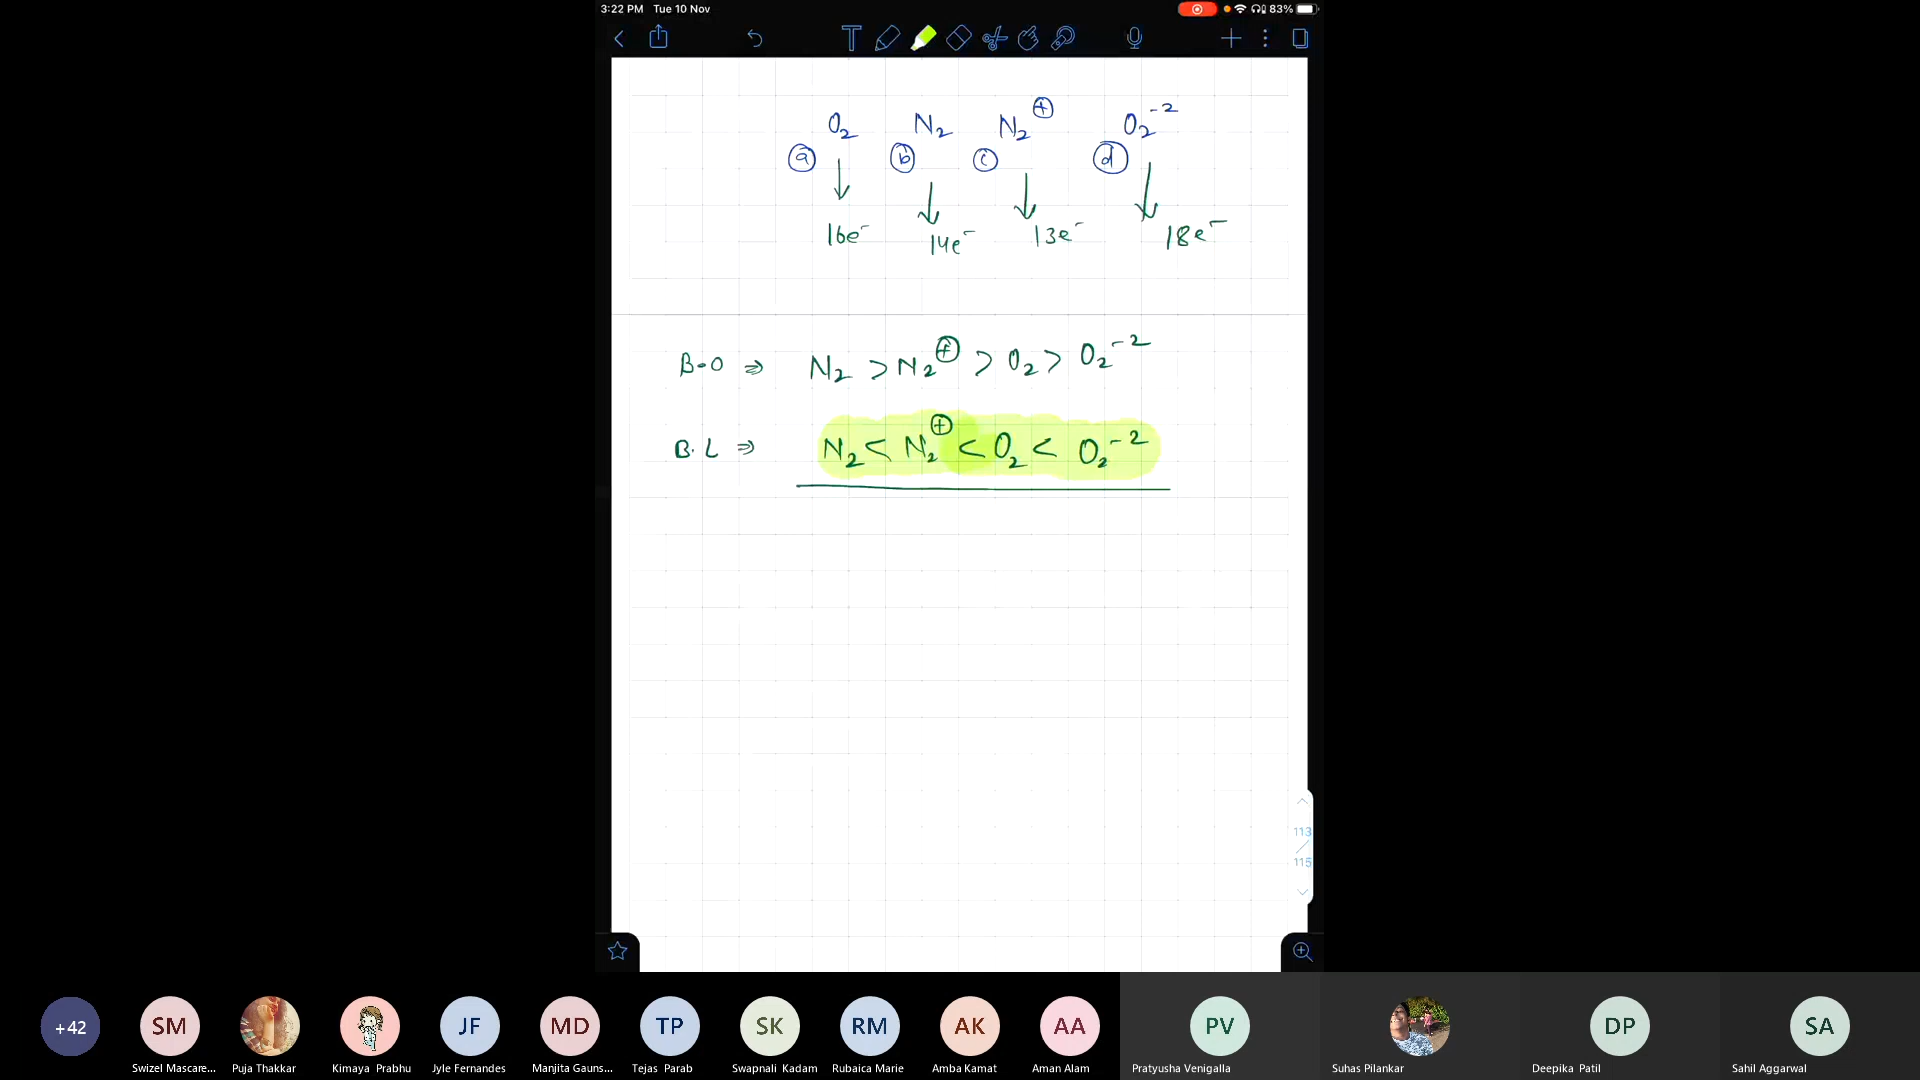 3:22 PM Tue 10 Nov 83%
T
O₂ N₂ N₂⊕ O₂⁻²
ⓐ ⓑ ⓒ ⓓ
16e⁻ 14e⁻ 13e⁻ 18e⁻
B.O ⇒ N₂ > N₂⊕ > O₂ > O₂⁻²
B.L ⇒ N₂ < N₂⊕ < O₂ < O₂⁻²
113
115
+42 SM JF MD TP SK RM AK AA PV DP SA
Swizel Mascare... Puja Thakkar Kimaya Prabhu Jyle Fernandes Manjita Gauns... Tejas Parab Swapnali Kadam Rubaica Marie Amba Kamat Aman Alam Pratyusha Venigalla Suhas Pilankar Deepika Patil Sahil Aggarwal